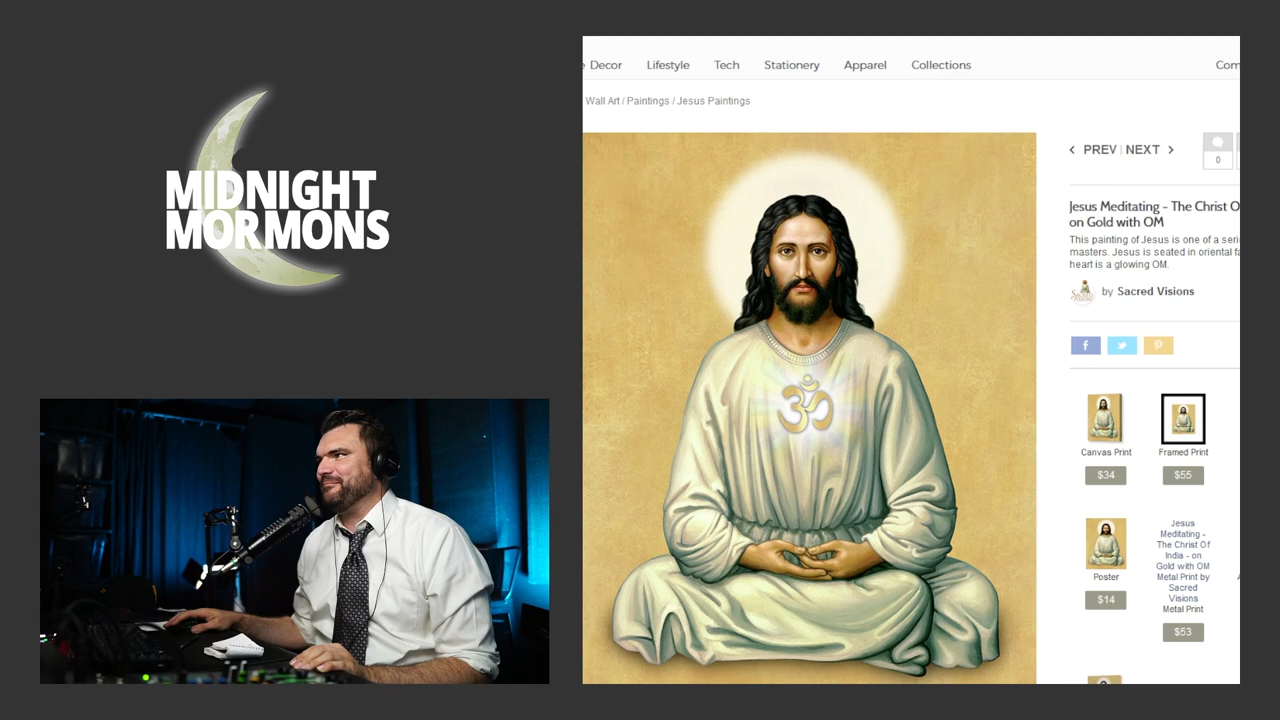 MIDNIGHT
MORMONS
Decor Lifestyle Tech Stationery Apparel Collections
Wall Art / Paintings / Jesus Paintings
PREV | NEXT
0
Jesus Meditating - The Christ O
on Gold with OM
This painting of Jesus is one of a seri
masters. Jesus is seated in oriental fa
heart is a glowing OM.
by Sacred Visions
ॐ
Canvas Print
$34
Framed Print
$55
Poster
$14
Jesus
Meditating -
The Christ Of
India - on
Gold with OM
Metal Print by
Sacred
Visions
Metal Print
$53